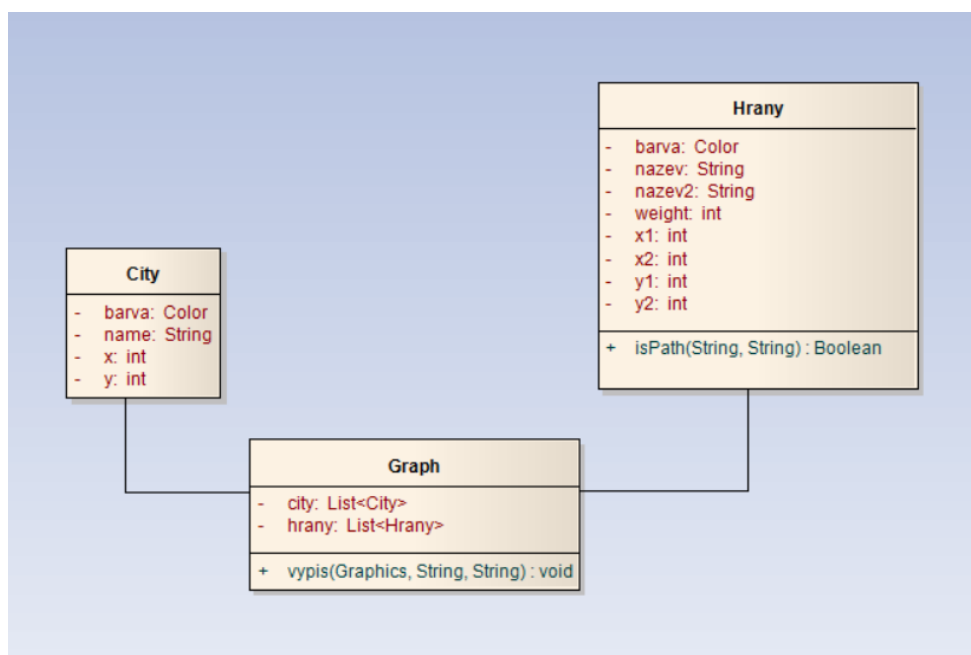 City
- barva: Color
- name: String
- x: int
- y: int
Hrany
- barva: Color
- nazev: String
- nazev2: String
- weight: int
- x1: int
- x2: int
- y1: int
- y2: int
+ isPath(String, String) : Boolean
Graph
- city: List<City>
- hrany: List<Hrany>
+ vypis(Graphics, String, String) : void